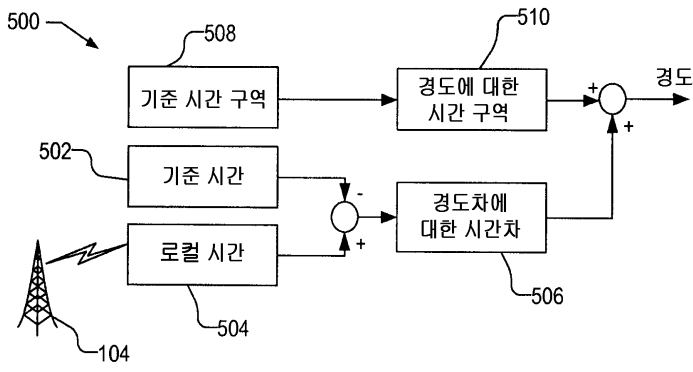 500
508
기준 시간 구역
510
경도에 대한
시간 구역
+
+
경도
502
기준 시간
-
+
로컬 시간
504
경도차에
대한 시간차
506
104